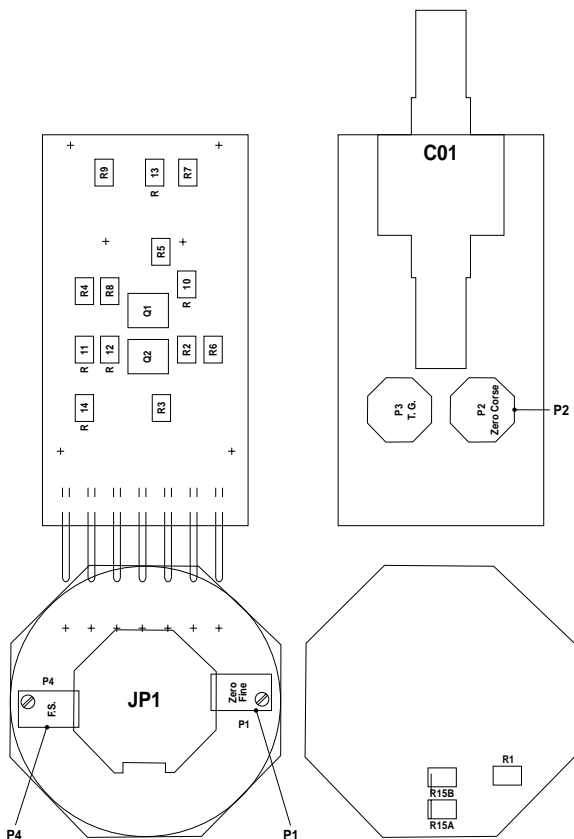 C01
R9
R 13
R7
R5
R4
R8
R 10
Q1
R 11
R 12
Q2
R2
R6
R 14
R3
P3
T. G.
P2
Zero Corse
P2
P4
F.S.
JP1
Zero
Fine
P1
R1
R15B
R15A
P4
P1